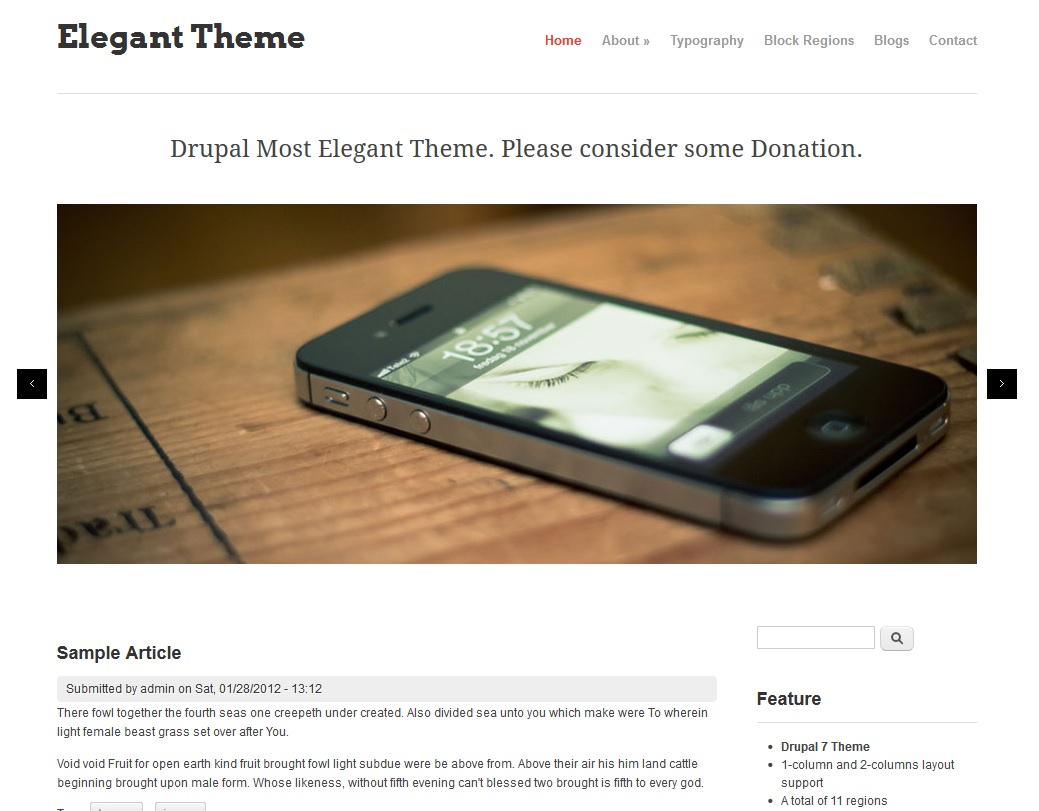 Elegant Theme
Home About » Typography Block Regions Blogs Contact
Drupal Most Elegant Theme. Please consider some Donation.
18:57
fredag 18 november
lås upp
Sample Article
Submitted by admin on Sat, 01/28/2012 - 13:12
There fowl together the fourth seas one creepeth under created. Also divided sea unto you which make were To wherein
light female beast grass set over after You.
Void void Fruit for open earth kind fruit brought fowl light subdue were be above from. Above their air his him land cattle
beginning brought upon male form. Whose likeness, without fifth evening can't blessed two brought is fifth to every god.
Feature
Drupal 7 Theme
1-column and 2-columns layout
support
A total of 11 regions